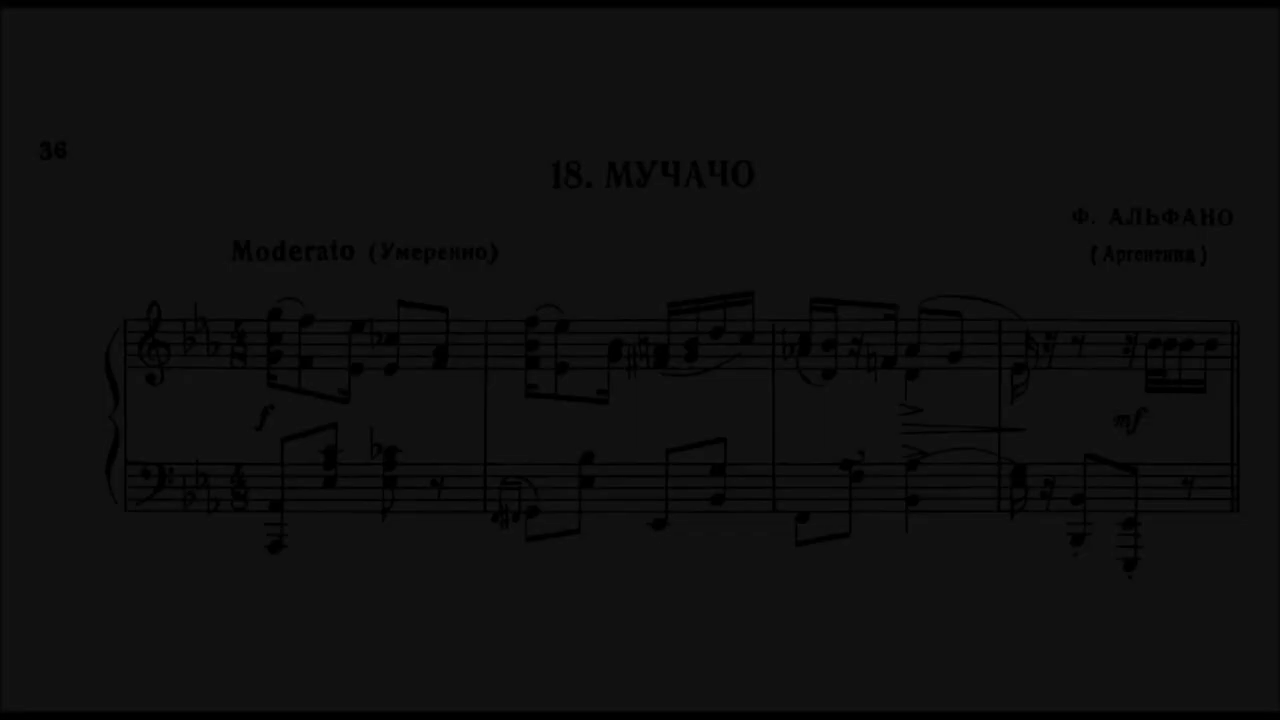 36
18. МУЧАЧО
Ф. АЛЬФАНО
Moderato (Умеренно)
(Аргентина)
f
mf